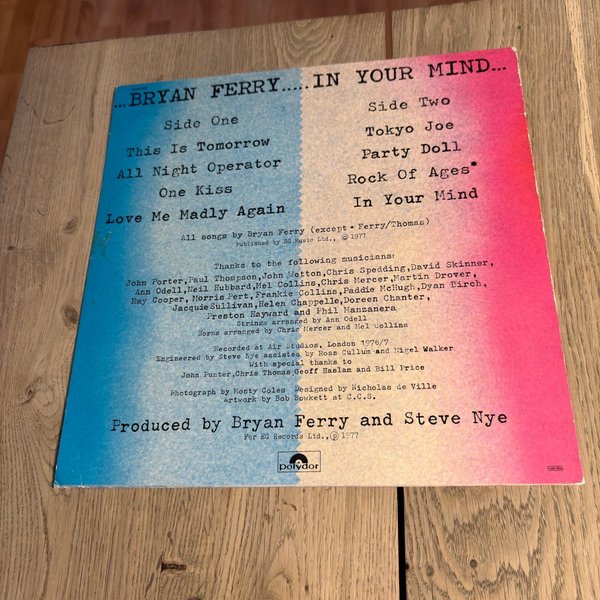 ...BRYAN FERRY.....IN YOUR MIND...
Side One
This Is Tomorrow
All Night Operator
One Kiss
Love Me Madly Again
Side Two
Tokyo Joe
Party Doll
Rock Of Ages*
In Your Mind
All songs by Bryan Ferry (except * Ferry/Thomas)
Published by EG Music Ltd., ℗ 1977
Thanks to the following musicians:
John Porter,Paul Thompson,John Wetton,Chris Spedding,David Skinner,
Ann Odell,Neil Hubbard,Mel Collins,Chris Mercer,Martin Drover,
Ray Cooper,Morris Pert,Frankie Collins,Paddie McHugh,Dyan Birch,
JacquieSullivan,Helen Chappelle,Doreen Chanter,
Preston Hayward and Phil Manzanera
Strings arranged by Ann Odell
Horns arranged by Chris Mercer and Mel Collins
Recorded at Air Studios, London 1976/7
Engineered by Steve Nye assisted by Ross Cullum and Nigel Walker
With special thanks to
John Punter,Chris Thomas,Geoff Haslam and Bill Price
Photograph by Monty Coles Designed by Nicholas de Ville
artwork by Bob Bowkett at C.C.S.
Produced by Bryan Ferry and Steve Nye
For EG Records Ltd.,℗ 1977
polydor